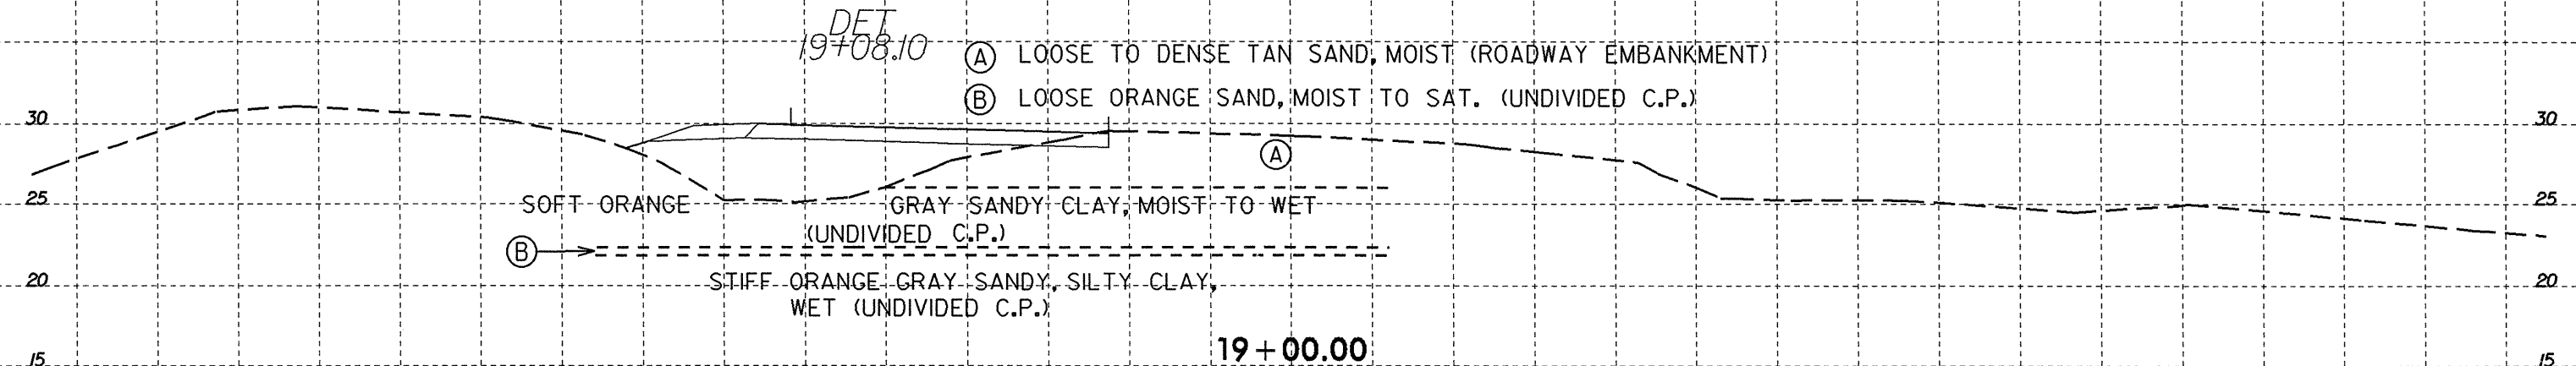 DET
19+08.10
Ⓐ LOOSE TO DENSE TAN SAND, MOIST (ROADWAY EMBANKMENT)
Ⓑ LOOSE ORANGE SAND, MOIST TO SAT. (UNDIVIDED C.P.)
30 30
Ⓐ
25 SOFT ORANGE GRAY SANDY CLAY, MOIST TO WET 25
(UNDIVIDED C.P.)
Ⓑ
20 STIFF ORANGE GRAY SANDY, SILTY CLAY, 20
WET (UNDIVIDED C.P.)
19+00.00
15 15